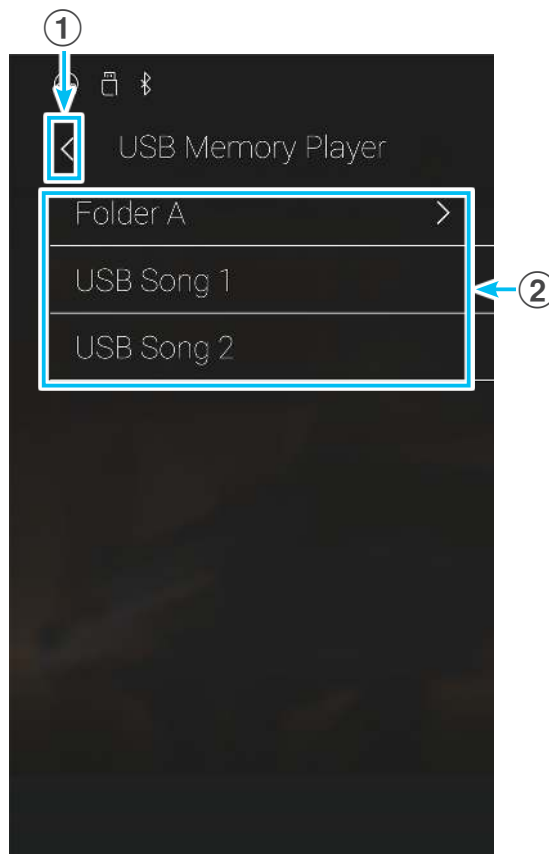 ①
USB Memory Player
Folder A
USB Song 1
②
USB Song 2